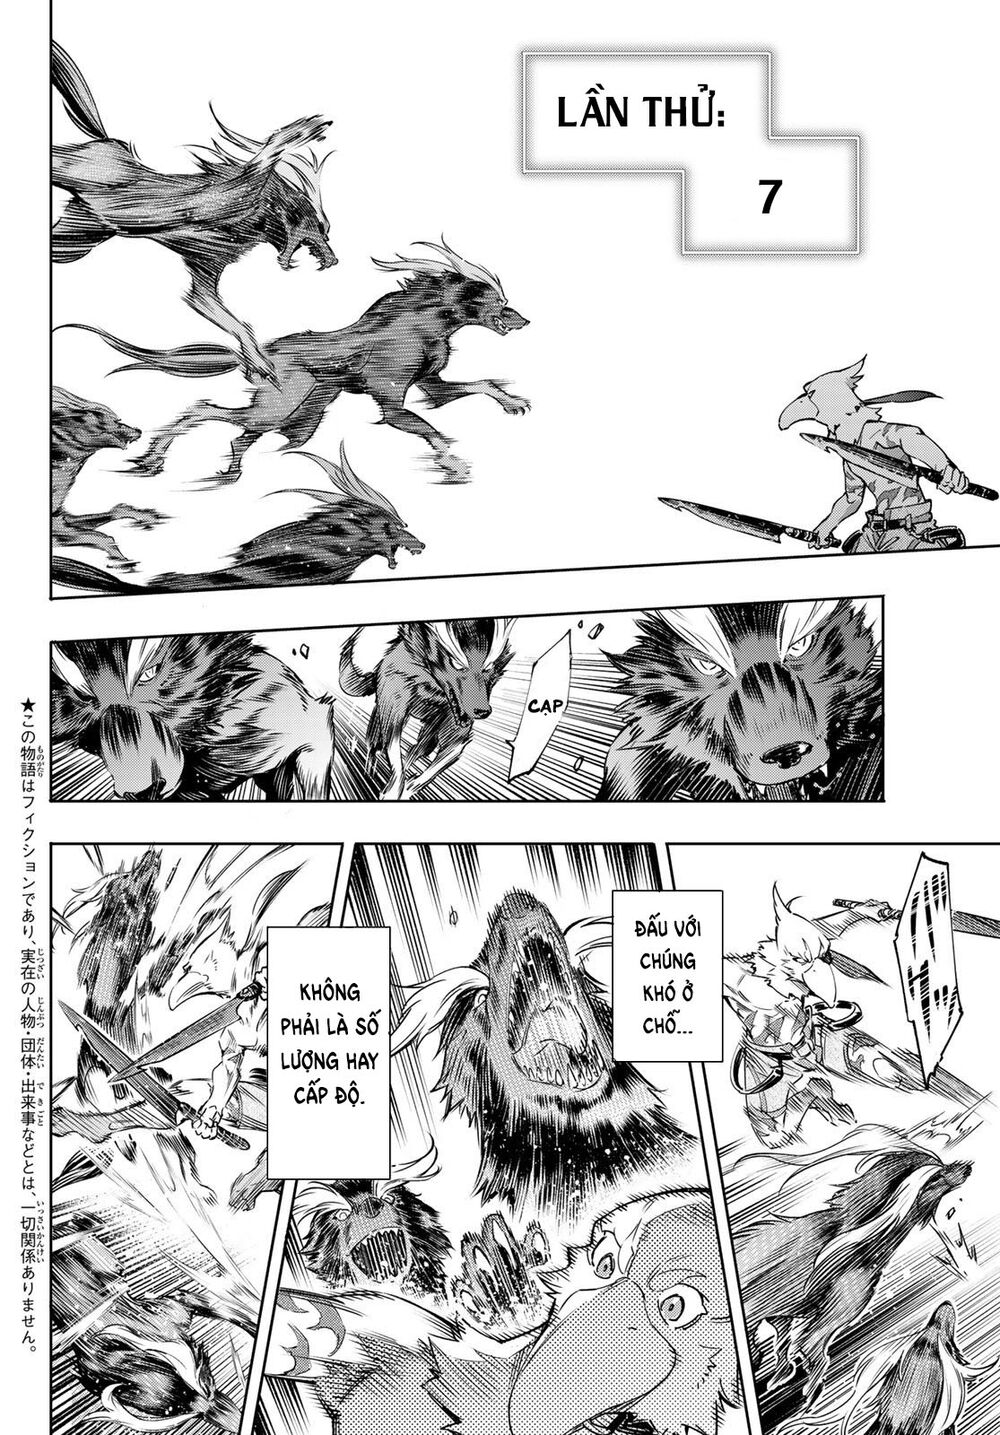 LẦN THỬ:
7
CẠP
ĐẤU VỚI
CHÚNG
KHÓ Ở
CHỖ...
KHÔNG
PHẢI LÀ SỐ
LƯỢNG HAY
CẤP ĐỘ.
★この物語はフィクションであり、実在の人物・団体・出来事などとは、一切関係ありません。